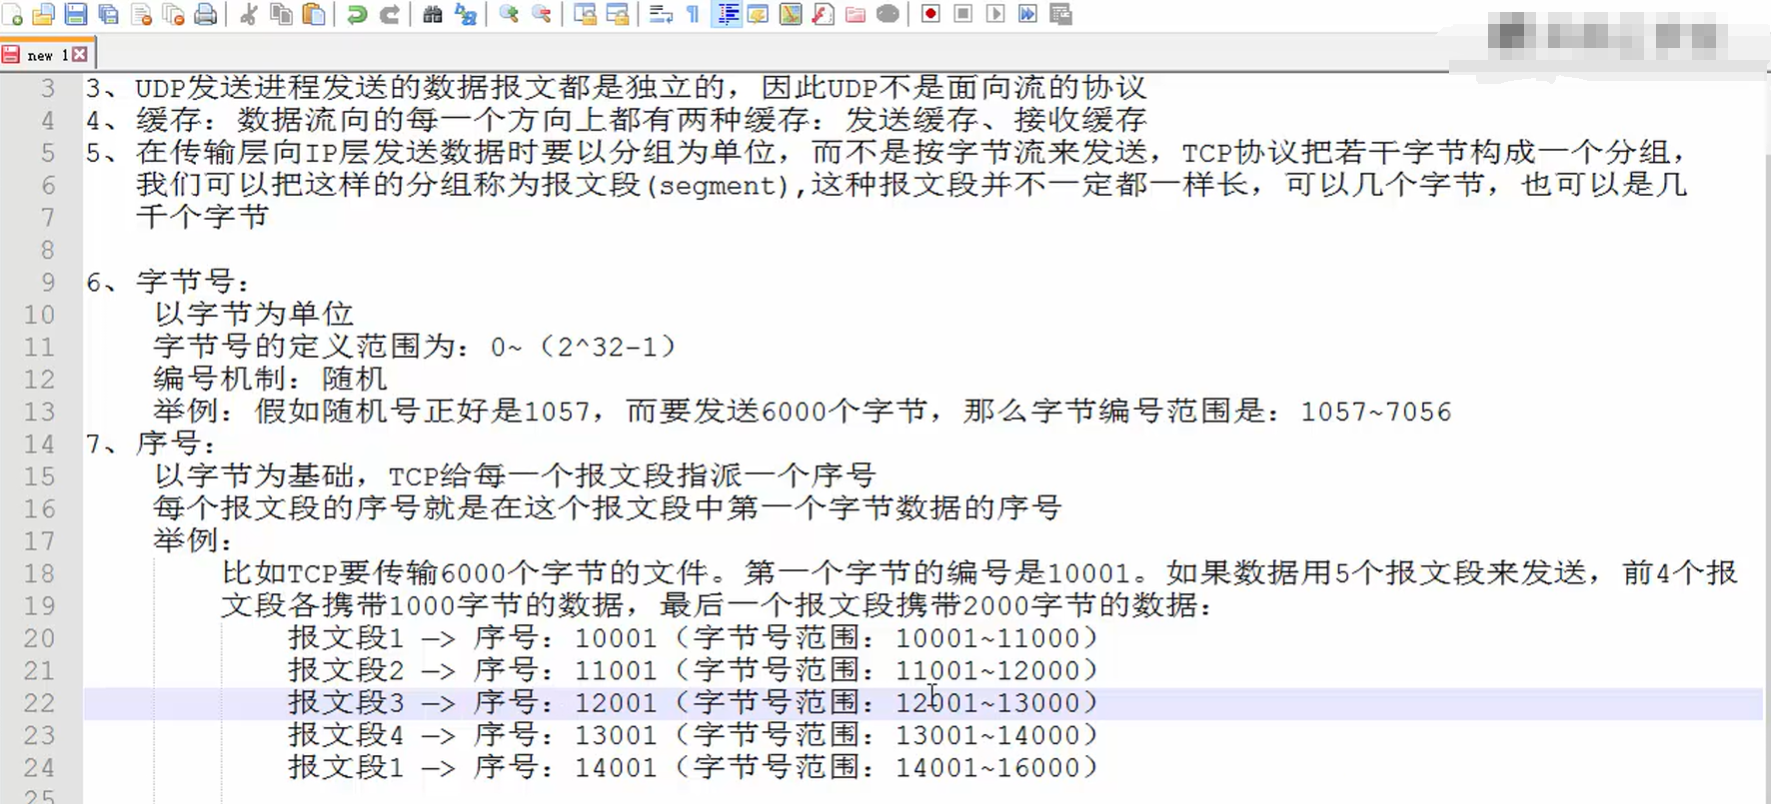 new 1
3 3、UDP发送进程发送的数据报文都是独立的，因此UDP不是面向流的协议
4 4、缓存：数据流向的每一个方向上都有两种缓存：发送缓存、接收缓存
5 5、在传输层向IP层发送数据时要以分组为单位，而不是按字节流来发送，TCP协议把若干字节构成一个分组，
6 我们可以把这样的分组称为报文段(segment),这种报文段并不一定都一样长，可以几个字节，也可以是几
7 千个字节
8
9 6、字节号：
10 以字节为单位
11 字节号的定义范围为：0~（2^32-1）
12 编号机制：随机
13 举例：假如随机号正好是1057，而要发送6000个字节，那么字节编号范围是：1057~7056
14 7、序号：
15 以字节为基础，TCP给每一个报文段指派一个序号
16 每个报文段的序号就是在这个报文段中第一个字节数据的序号
17 举例：
18 比如TCP要传输6000个字节的文件。第一个字节的编号是10001。如果数据用5个报文段来发送，前4个报
19 文段各携带1000字节的数据，最后一个报文段携带2000字节的数据：
20 报文段1 —> 序号：10001（字节号范围：10001~11000）
21 报文段2 —> 序号：11001（字节号范围：11001~12000）
22 报文段3 —> 序号：12001（字节号范围：12001~13000）
23 报文段4 —> 序号：13001（字节号范围：13001~14000）
24 报文段1 —> 序号：14001（字节号范围：14001~16000）
25